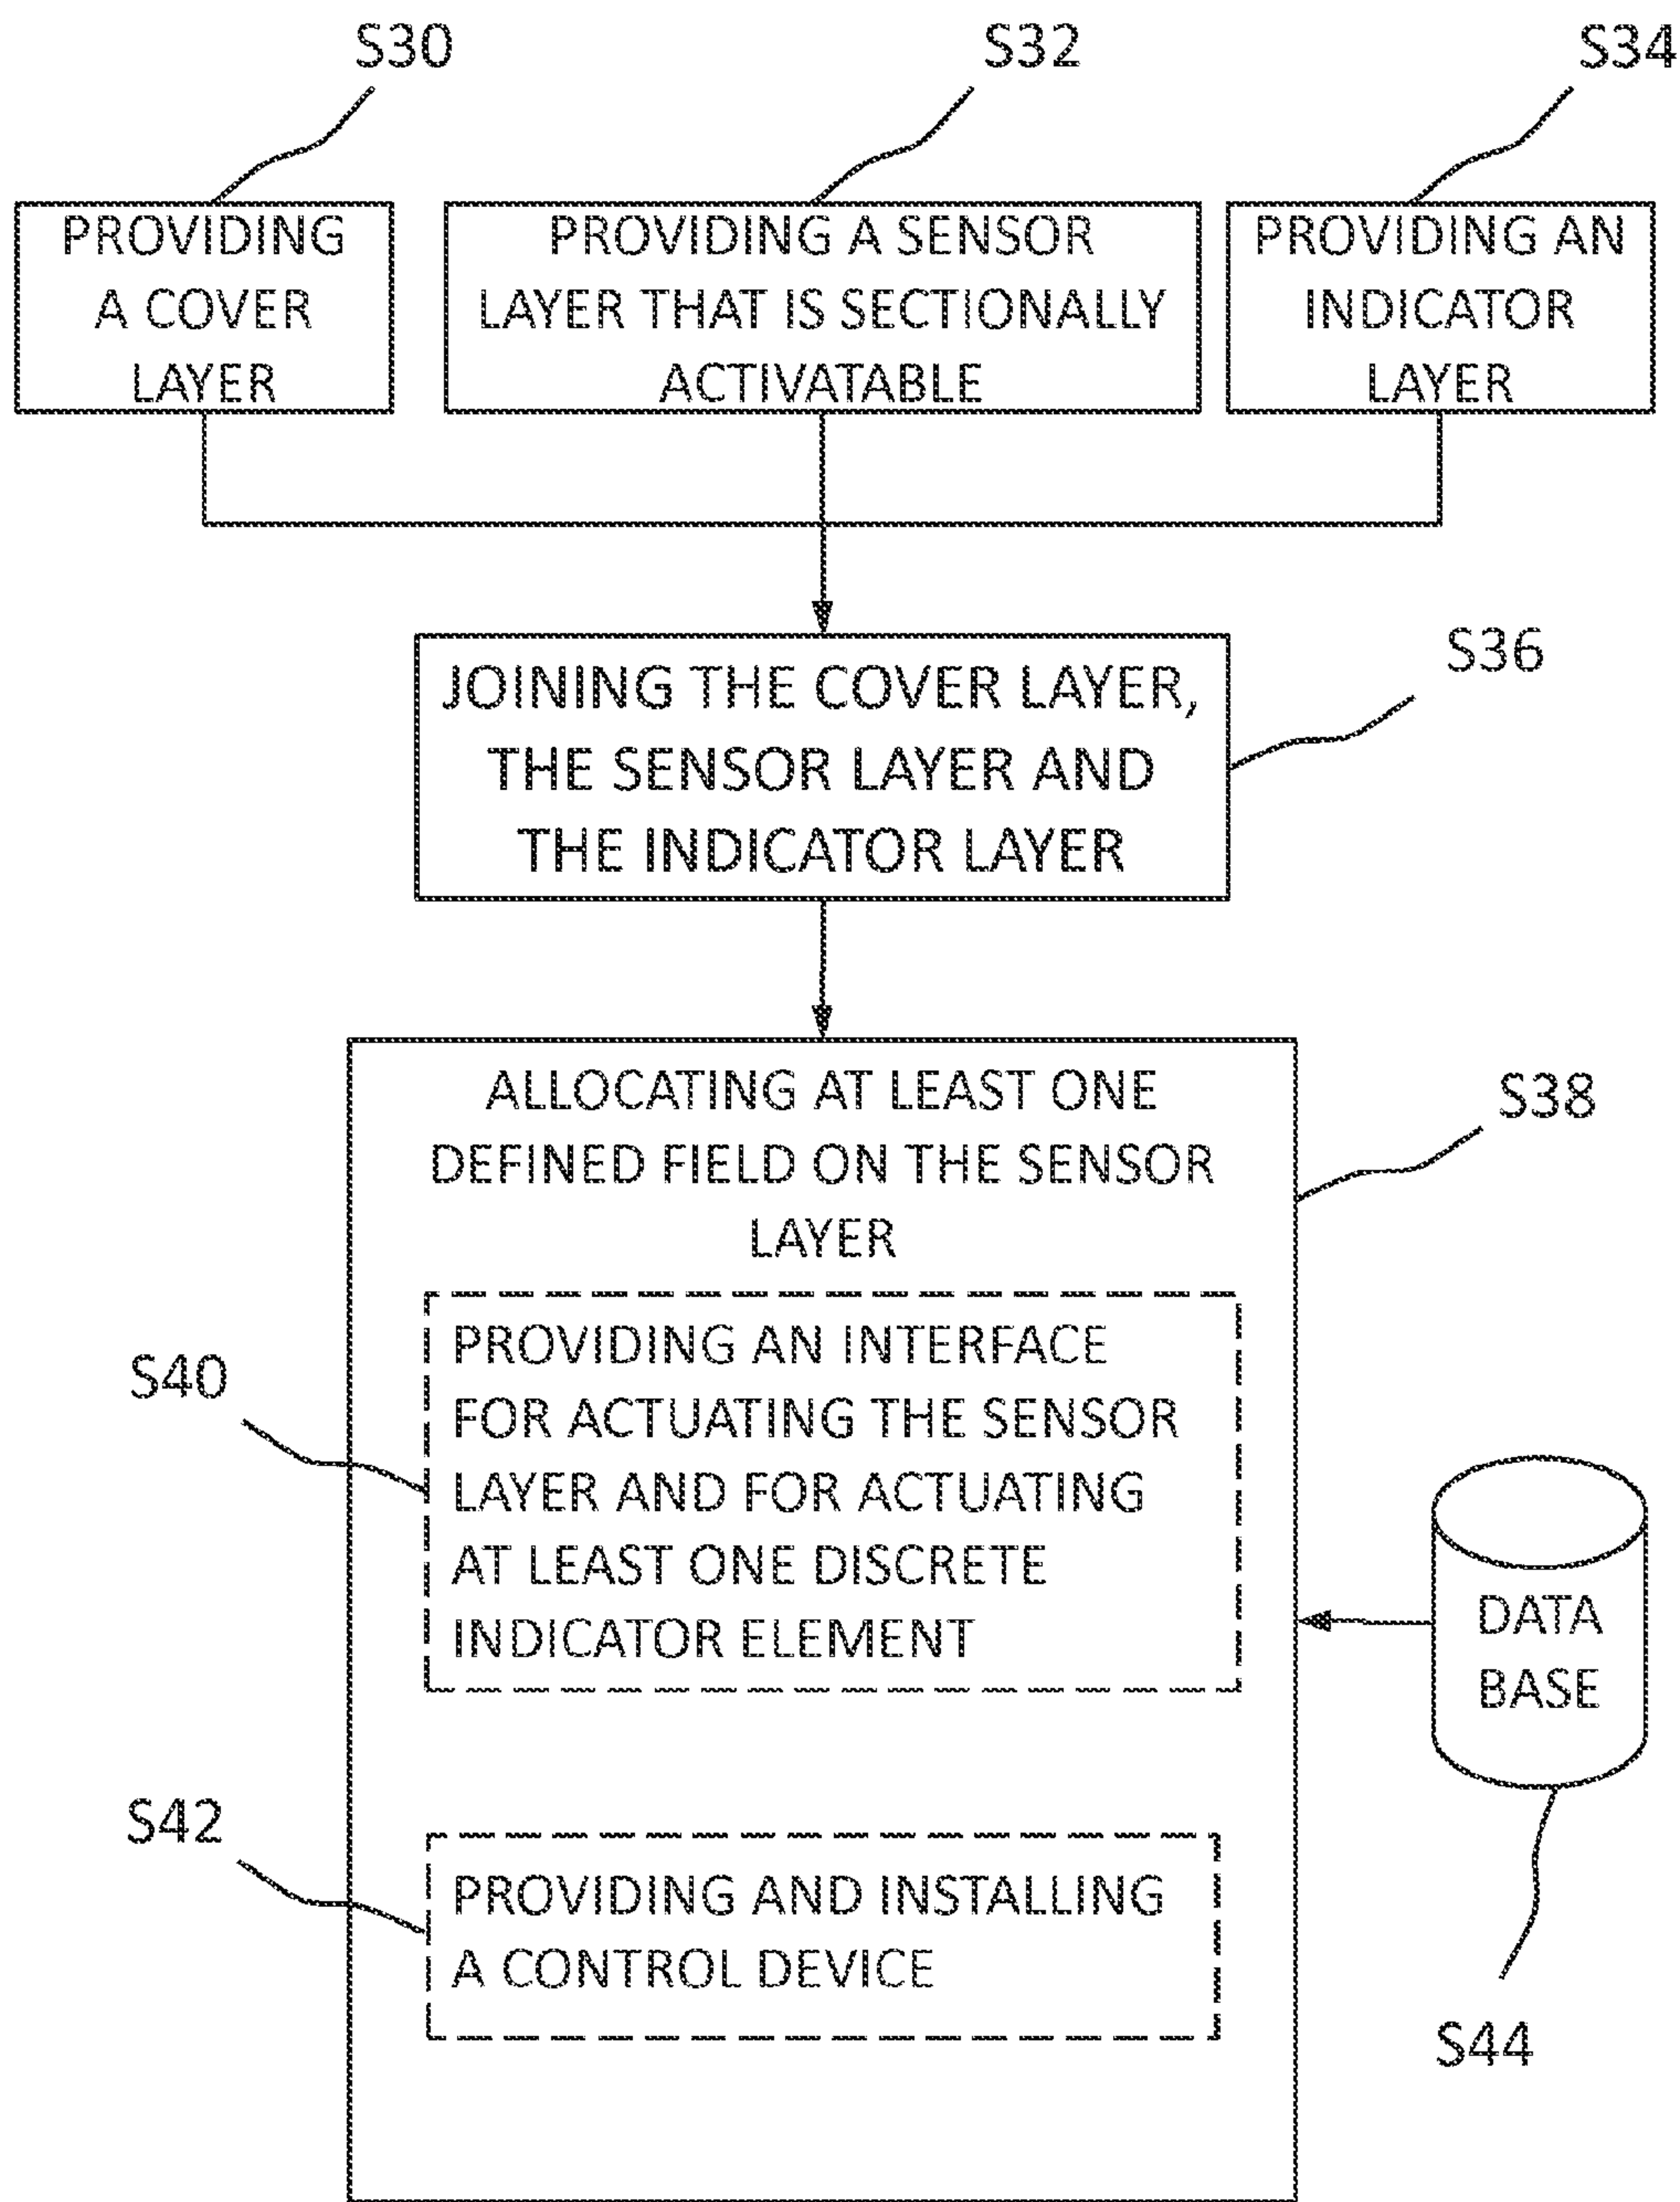 S30
S32
S34
PROVIDING
A COVER
LAYER
PROVIDING A SENSOR
LAYER THAT IS SECTIONALLY
ACTIVATABLE
PROVIDING AN
INDICATOR
LAYER
S36
JOINING THE COVER LAYER,
THE SENSOR LAYER AND
THE INDICATOR LAYER
S38
ALLOCATING AT LEAST ONE
DEFINED FIELD ON THE SENSOR
LAYER
S40
PROVIDING AN INTERFACE
FOR ACTUATING THE SENSOR
LAYER AND FOR ACTUATING
AT LEAST ONE DISCRETE
INDICATOR ELEMENT
DATA
BASE
S42
PROVIDING AND INSTALLING
A CONTROL DEVICE
S44